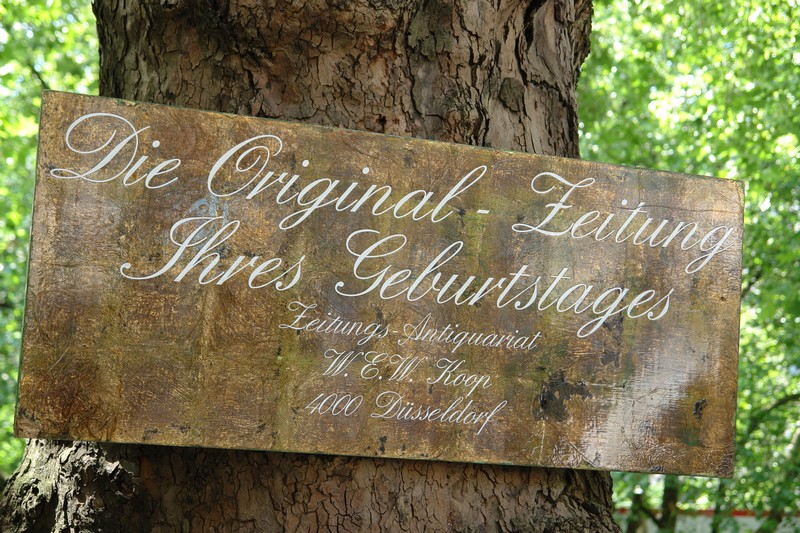 Die Original - Zeitung
Ihres Geburtstages
Zeitungs-Antiquariat
W. E. W. Koop
4000 Düsseldorf